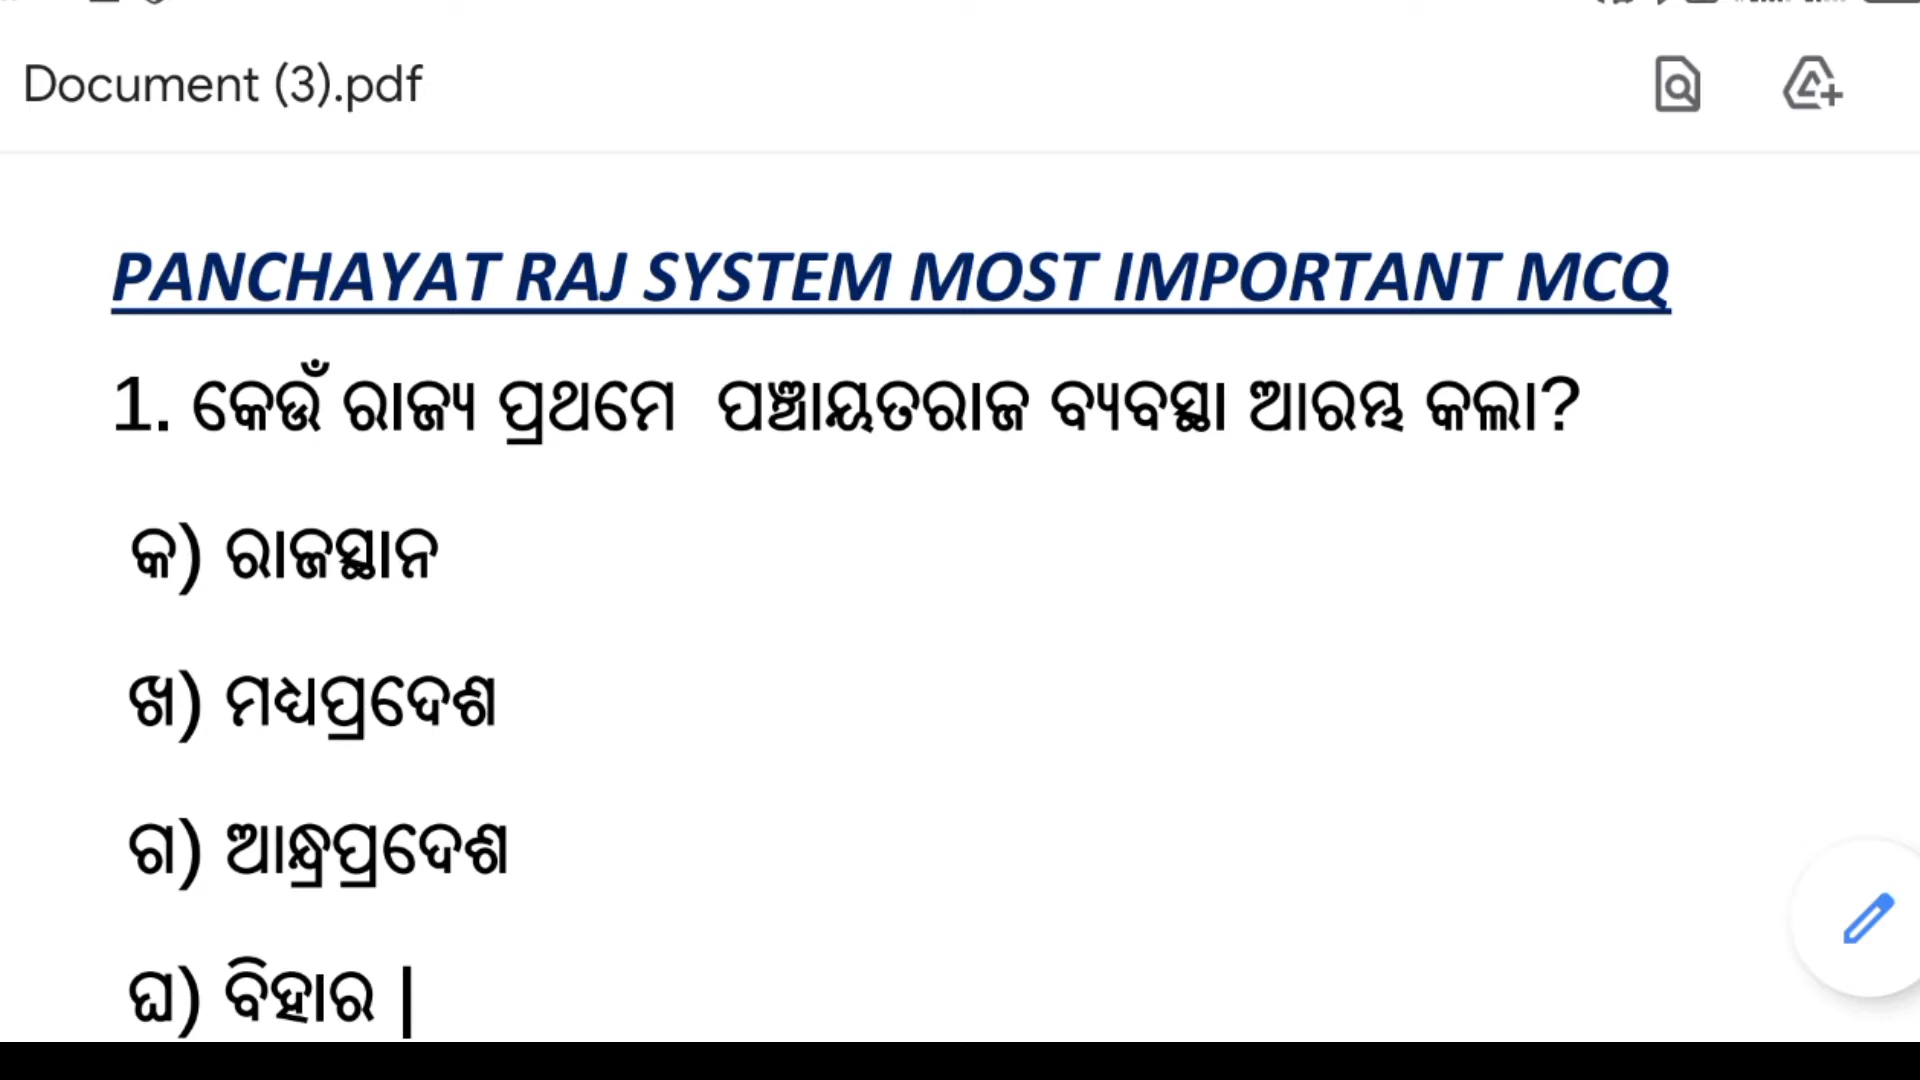 Document (3).pdf
PANCHAYAT RAJ SYSTEM MOST IMPORTANT MCQ
1. କେଉଁ ରାଜ୍ୟ ପ୍ରଥମେ ପଞ୍ଚାୟତରାଜ ବ୍ୟବସ୍ଥା ଆରମ୍ଭ କଲା?
କ) ରାଜସ୍ଥାନ
ଖ) ମଧ୍ୟପ୍ରଦେଶ
ଗ) ଆନ୍ଧ୍ରପ୍ରଦେଶ
ଘ) ବିହାର |